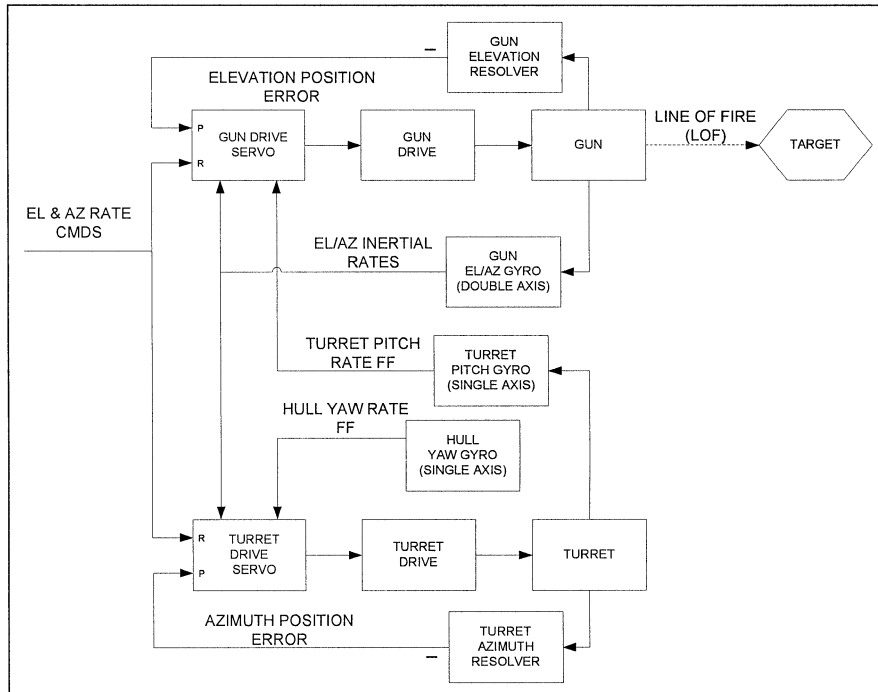 GUN
ELEVATION
RESOLVER
–
ELEVATION POSITION
ERROR
LINE OF FIRE
(LOF)
P
R
GUN DRIVE
SERVO
GUN
DRIVE
GUN
TARGET
EL & AZ RATE
CMDS
EL/AZ INERTIAL
RATES
GUN
EL/AZ GYRO
(DOUBLE AXIS)
TURRET PITCH
RATE FF
TURRET
PITCH GYRO
(SINGLE AXIS)
HULL YAW RATE
FF
HULL
YAW GYRO
(SINGLE AXIS)
R
P
TURRET
DRIVE
SERVO
TURRET
DRIVE
TURRET
AZIMUTH POSITION
ERROR
–
TURRET
AZIMUTH
RESOLVER